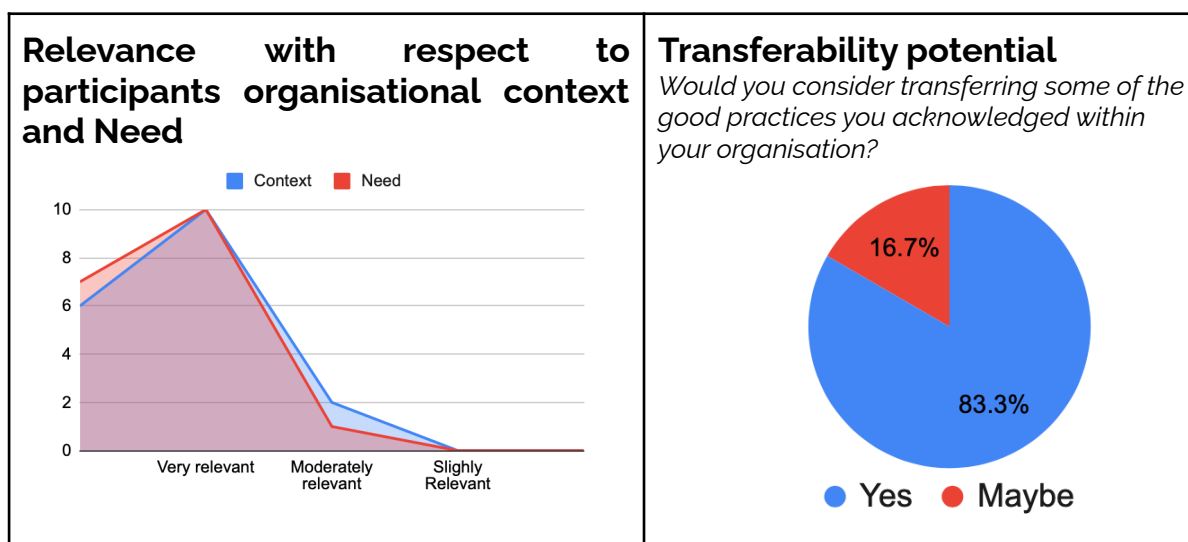 Relevance with respect to
participants organisational context
and Need
Context Need
10
8
6
4
2
0
Very relevant
Moderately
relevant
Slighly
Relevant
Transferability potential
Would you consider transferring some of the
good practices you acknowledged within
your organisation?
16.7%
83.3%
Yes Maybe